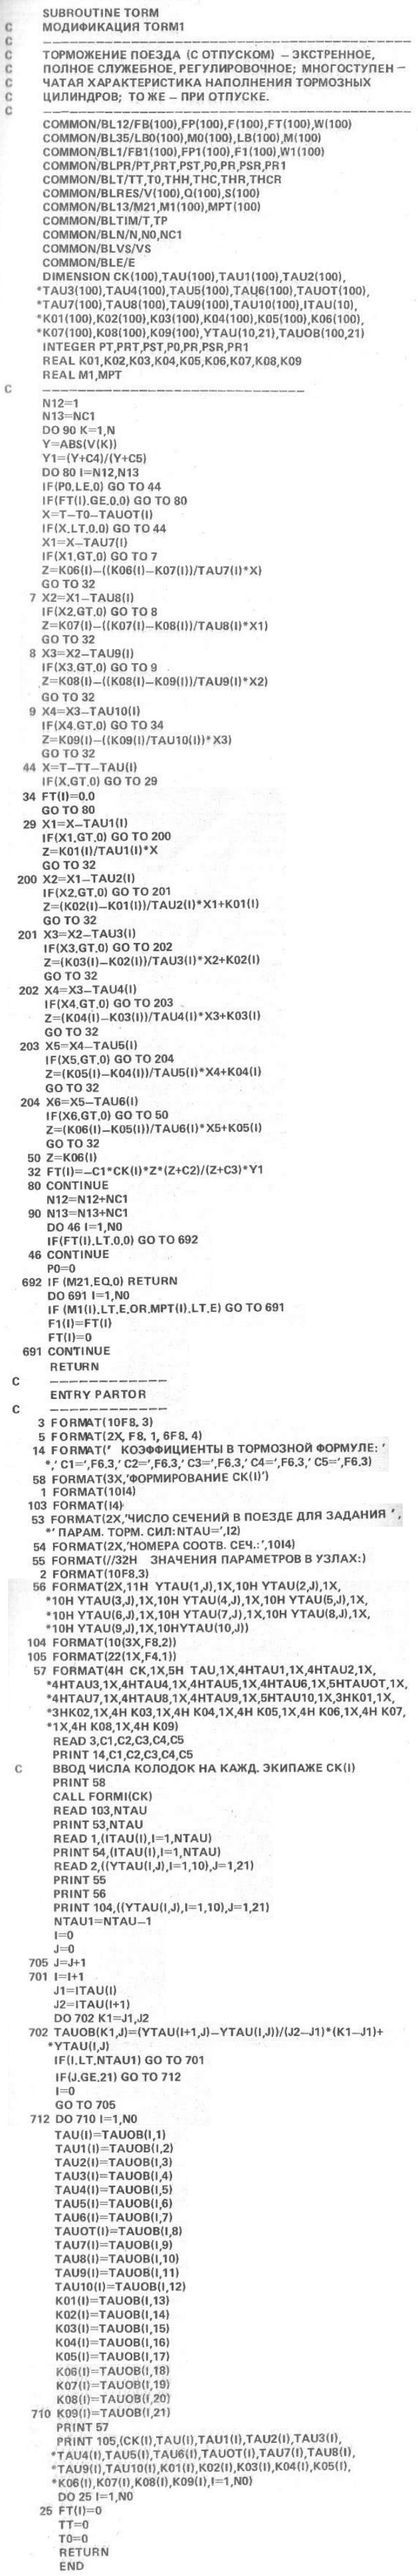 SUBROUTINE TORM
C МОДИФИКАЦИЯ TORM1
C ------------------------------------
C ТОРМОЖЕНИЕ ПОЕЗДА (С ОТПУСКОМ) — ЭКСТРЕННОЕ,
C ПОЛНОЕ СЛУЖЕБНОЕ, РЕГУЛИРОВОЧНОЕ; МНОГОСТУПЕН —
C ЧАТАЯ ХАРАКТЕРИСТИКА НАПОЛНЕНИЯ ТОРМОЗНЫХ
C ЦИЛИНДРОВ; ТО ЖЕ — ПРИ ОТПУСКЕ.
C ------------------------------------
COMMON/BL12/FB(100),FP(100),F(100),FT(100),W(100)
COMMON/BL35/LB0(100),M0(100),LB(100),M(100)
COMMON/BL1/FB1(100),FP1(100),F1(100),W1(100)
COMMON/BLPR/PT,PRT,PST,P0,PR,PSR,PR1
COMMON/BLT/TT,T0,THH,THC,THR,THCR
COMMON/BLRES/V(100),Q(100),S(100)
COMMON/BL13/M21,M1(100),MPT(100)
COMMON/BLTIM/T,TP
COMMON/BLN/N,N0,NC1
COMMON/BLVS/VS
COMMON/BLE/E
DIMENSION CK(100),TAU(100),TAU1(100),TAU2(100),
*TAU3(100),TAU4(100),TAU5(100),TAU6(100),TAUOT(100),
*TAU7(100),TAU8(100),TAU9(100),TAU10(100),ITAU(10),
*K01(100),K02(100),K03(100),K04(100),K05(100),K06(100),
*K07(100),K08(100),K09(100),YTAU(10,21),TAUOB(100,21)
INTEGER PT,PRT,PST,P0,PR,PSR,PR1
REAL K01,K02,K03,K04,K05,K06,K07,K08,K09
REAL M1,MPT
C ------------------------------------
N12=1
N13=NC1
DO 90 K=1,N
Y=ABS(V(K))
Y1=(Y+C4)/(Y+C5)
DO 80 I=N12,N13
IF(P0.LE.0) GO TO 44
IF(FT(I).GE.0.0) GO TO 80
X=T—T0—TAUOT(I)
IF(X.LT.0.0) GO TO 44
X1=X—TAU7(I)
IF(X1.GT.0) GO TO 7
Z=K06(I)—((K06(I)—K07(I))/TAU7(I)*X)
GO TO 32
7 X2=X1—TAU8(I)
IF(X2.GT.0) GO TO 8
Z=K07(I)—((K07(I)—K08(I))/TAU8(I)*X1)
GO TO 32
8 X3=X2—TAU9(I)
IF(X3.GT.0) GO TO 9
Z=K08(I)—((K08(I)—K09(I))/TAU9(I)*X2)
GO TO 32
9 X4=X3—TAU10(I)
IF(X4.GT.0) GO TO 34
Z=K09(I)—((K09(I)/TAU10(I))*X3)
GO TO 32
44 X=T—TT—TAU(I)
IF(X.GT.0) GO TO 29
34 FT(I)=0.0
GO TO 80
29 X1=X—TAU1(I)
IF(X1.GT.0) GO TO 200
Z=K01(I)/TAU1(I)*X
GO TO 32
200 X2=X1—TAU2(I)
IF(X2.GT.0) GO TO 201
Z=(K02(I)—K01(I))/TAU2(I)*X1+K01(I)
GO TO 32
201 X3=X2—TAU3(I)
IF(X3.GT.0) GO TO 202
Z=(K03(I)—K02(I))/TAU3(I)*X2+K02(I)
GO TO 32
202 X4=X3—TAU4(I)
IF(X4.GT.0) GO TO 203
Z=(K04(I)—K03(I))/TAU4(I)*X3+K03(I)
GO TO 32
203 X5=X4—TAU5(I)
IF(X5.GT.0) GO TO 204
Z=(K05(I)—K04(I))/TAU5(I)*X4+K04(I)
GO TO 32
204 X6=X5—TAU6(I)
IF(X6.GT.0) GO TO 50
Z=(K06(I)—K05(I))/TAU6(I)*X5+K05(I)
GO TO 32
50 Z=K06(I)
32 FT(I)=—C1*CK(I)*Z*(Z+C2)/(Z+C3)*Y1
80 CONTINUE
N12=N12+NC1
90 N13=N13+NC1
DO 46 I=1,N0
IF(FT(I).LT.0.0) GO TO 692
46 CONTINUE
P0=0
692 IF (M21.EQ.0) RETURN
DO 691 I=1,N0
IF (M1(I).LT.E.OR.MPT(I).LT.E) GO TO 691
F1(I)=FT(I)
FT(I)=0
691 CONTINUE
RETURN
C ------------
ENTRY PARTOR
C ------------
3 FORMAT(10F8.3)
5 FORMAT(2X,F8.1,6F8.4)
14 FORMAT(' КОЭФФИЦИЕНТЫ В ТОРМОЗНОЙ ФОРМУЛЕ: '
*,' C1=',F6.3,' C2=',F6.3,' C3=',F6.3,' C4=',F6.3,' C5=',F6.3)
58 FORMAT(3X,'ФОРМИРОВАНИЕ CK(I)')
1 FORMAT(10I4)
103 FORMAT(I4)
53 FORMAT(2X,'ЧИСЛО СЕЧЕНИЙ В ПОЕЗДЕ ДЛЯ ЗАДАНИЯ ',
*' ПАРАМ. ТОРМ. СИЛ:NTAU=',I2)
54 FORMAT(2X,'НОМЕРА СООТВ. СЕЧ.:',10I4)
55 FORMAT(//32H ЗНАЧЕНИЯ ПАРАМЕТРОВ В УЗЛАХ:)
2 FORMAT(10F8.3)
56 FORMAT(2X,11H YTAU(1,J),1X,10H YTAU(2,J),1X,
*10H YTAU(3,J),1X,10H YTAU(4,J),1X,10H YTAU(5,J),1X,
*10H YTAU(6,J),1X,10H YTAU(7,J),1X,10H YTAU(8,J),1X,
*10H YTAU(9,J),1X,10HYTAU(10,J))
104 FORMAT(10(3X,F8.2))
105 FORMAT(22(1X,F4.1))
57 FORMAT(4H CK,1X,5H TAU,1X,4HTAU1,1X,4HTAU2,1X,
*4HTAU3,1X,4HTAU4,1X,4HTAU5,1X,4HTAU6,1X,5HTAUOT,1X,
*4HTAU7,1X,4HTAU8,1X,4HTAU9,1X,5HTAU10,1X,3HK01,1X,
*3HK02,1X,4H K03,1X,4H K04,1X,4H K05,1X,4H K06,1X,4H K07,
*1X,4H K08,1X,4H K09)
READ 3,C1,C2,C3,C4,C5
PRINT 14,C1,C2,C3,C4,C5
C ВВОД ЧИСЛА КОЛОДОК НА КАЖД. ЭКИПАЖЕ CK(I)
PRINT 58
CALL FORMI(CK)
READ 103,NTAU
PRINT 53,NTAU
READ 1,(ITAU(I),I=1,NTAU)
PRINT 54,(ITAU(I),I=1,NTAU)
READ 2,((YTAU(I,J),I=1,10),J=1,21)
PRINT 55
PRINT 56
PRINT 104,((YTAU(I,J),I=1,10),J=1,21)
NTAU1=NTAU—1
I=0
J=0
705 J=J+1
701 I=I+1
J1=ITAU(I)
J2=ITAU(I+1)
DO 702 K1=J1,J2
702 TAUOB(K1,J)=(YTAU(I+1,J)—YTAU(I,J))/(J2—J1)*(K1—J1)+
*YTAU(I,J)
IF(I.LT.NTAU1) GO TO 701
IF(J.GE.21) GO TO 712
I=0
GO TO 705
712 DO 710 I=1,N0
TAU(I)=TAUOB(I,1)
TAU1(I)=TAUOB(I,2)
TAU2(I)=TAUOB(I,3)
TAU3(I)=TAUOB(I,4)
TAU4(I)=TAUOB(I,5)
TAU5(I)=TAUOB(I,6)
TAU6(I)=TAUOB(I,7)
TAUOT(I)=TAUOB(I,8)
TAU7(I)=TAUOB(I,9)
TAU8(I)=TAUOB(I,10)
TAU9(I)=TAUOB(I,11)
TAU10(I)=TAUOB(I,12)
K01(I)=TAUOB(I,13)
K02(I)=TAUOB(I,14)
K03(I)=TAUOB(I,15)
K04(I)=TAUOB(I,16)
K05(I)=TAUOB(I,17)
K06(I)=TAUOB(I,18)
K07(I)=TAUOB(I,19)
K08(I)=TAUOB(I,20)
710 K09(I)=TAUOB(I,21)
PRINT 57
PRINT 105,(CK(I),TAU(I),TAU1(I),TAU2(I),TAU3(I),
*TAU4(I),TAU5(I),TAU6(I),TAUOT(I),TAU7(I),TAU8(I),
*TAU9(I),TAU10(I),K01(I),K02(I),K03(I),K04(I),K05(I),
*K06(I),K07(I),K08(I),K09(I),I=1,N0)
DO 25 I=1,N0
25 FT(I)=0
TT=0
T0=0
RETURN
END